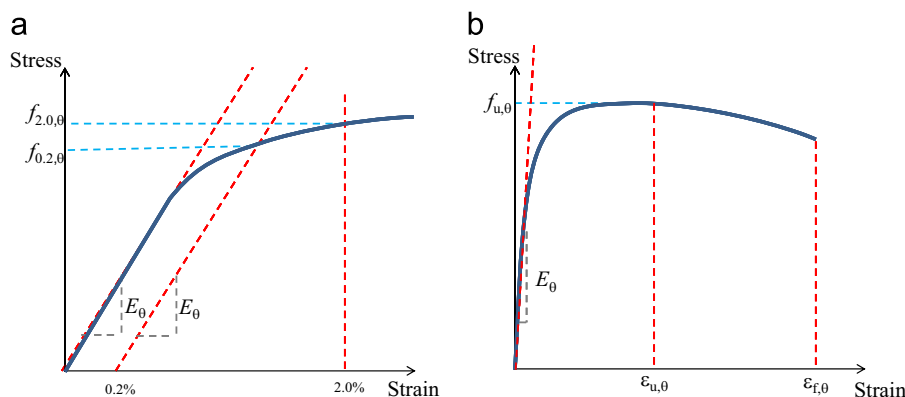 a
Stress
f2.0,θ
f0.2,θ
Eθ
Eθ
0.2%
2.0%
Strain
b
Stress
fu,θ
Eθ
εu,θ
εf,θ
Strain